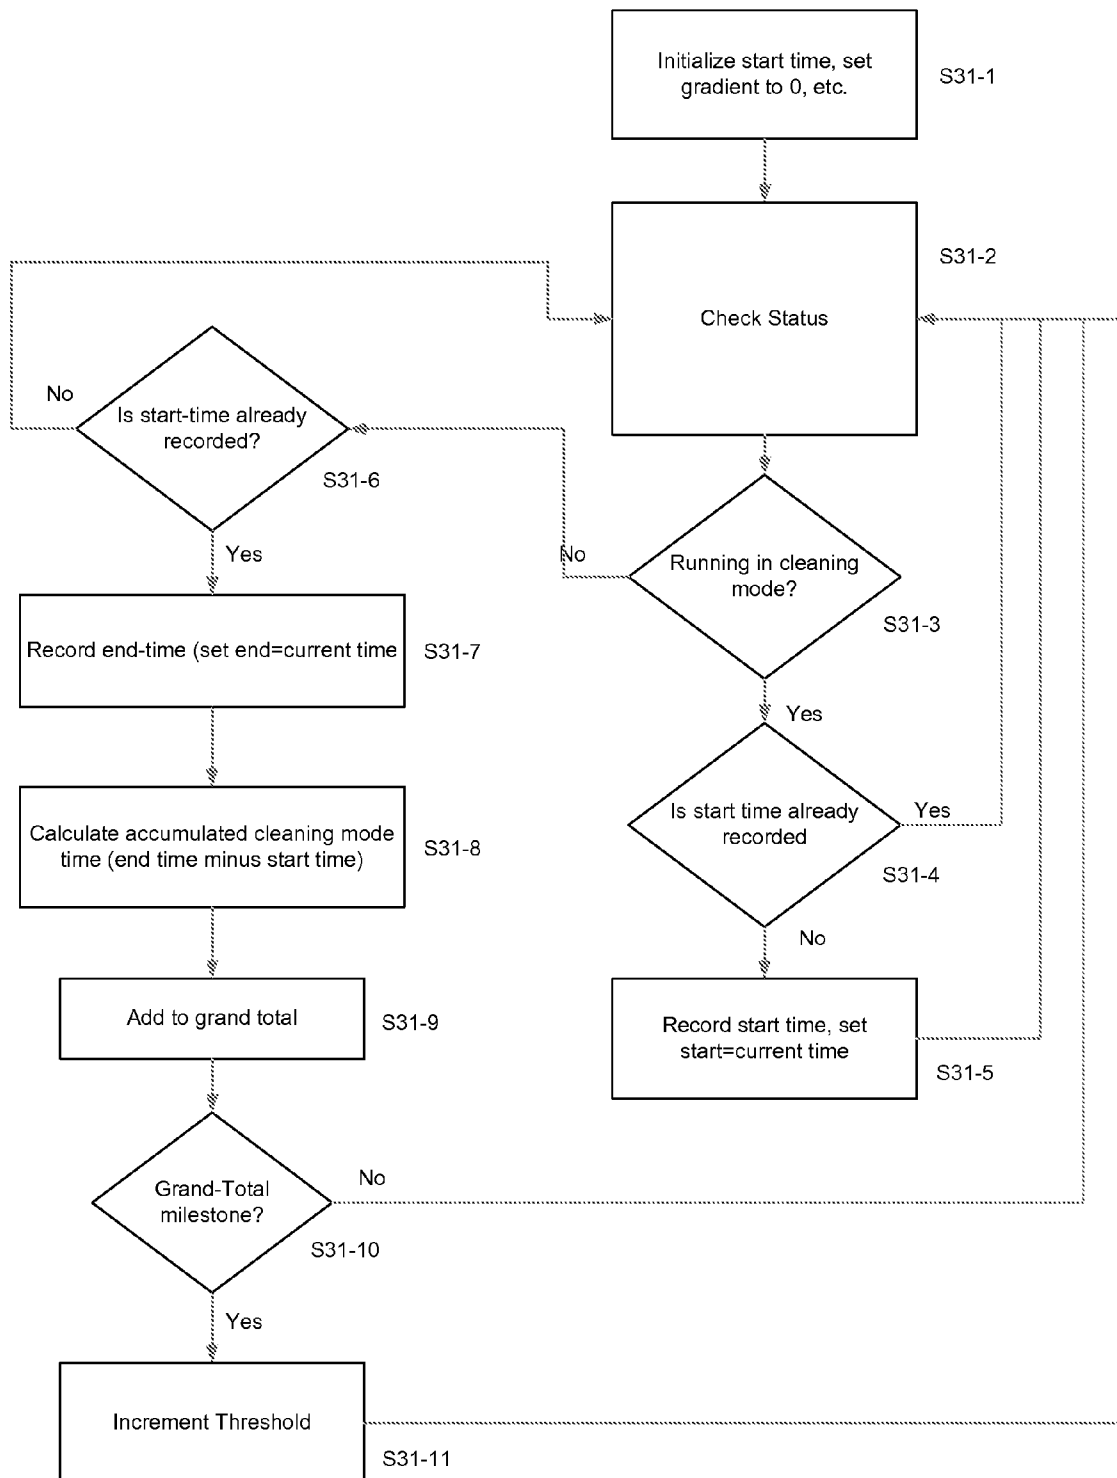 Initialize start time, set
gradient to 0, etc.
S31-1
S31-2
Check Status
No
Is start-time already
recorded?
S31-6
Yes
No
Running in cleaning
mode?
S31-3
Record end-time (set end=current time
S31-7
Yes
Is start time already
recorded
Yes
S31-4
Calculate accumulated cleaning mode
time (end time minus start time)
S31-8
No
Add to grand total
S31-9
Record start time, set
start=current time
S31-5
Grand-Total
milestone?
No
S31-10
Yes
Increment Threshold
S31-11